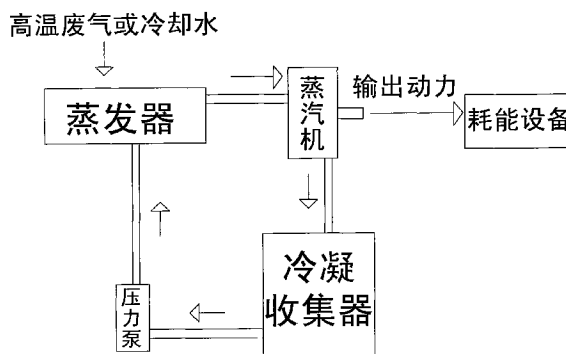 高温废气或冷却水
蒸发器
蒸汽机
输出动力
耗能设备
冷凝
收集器
压力泵